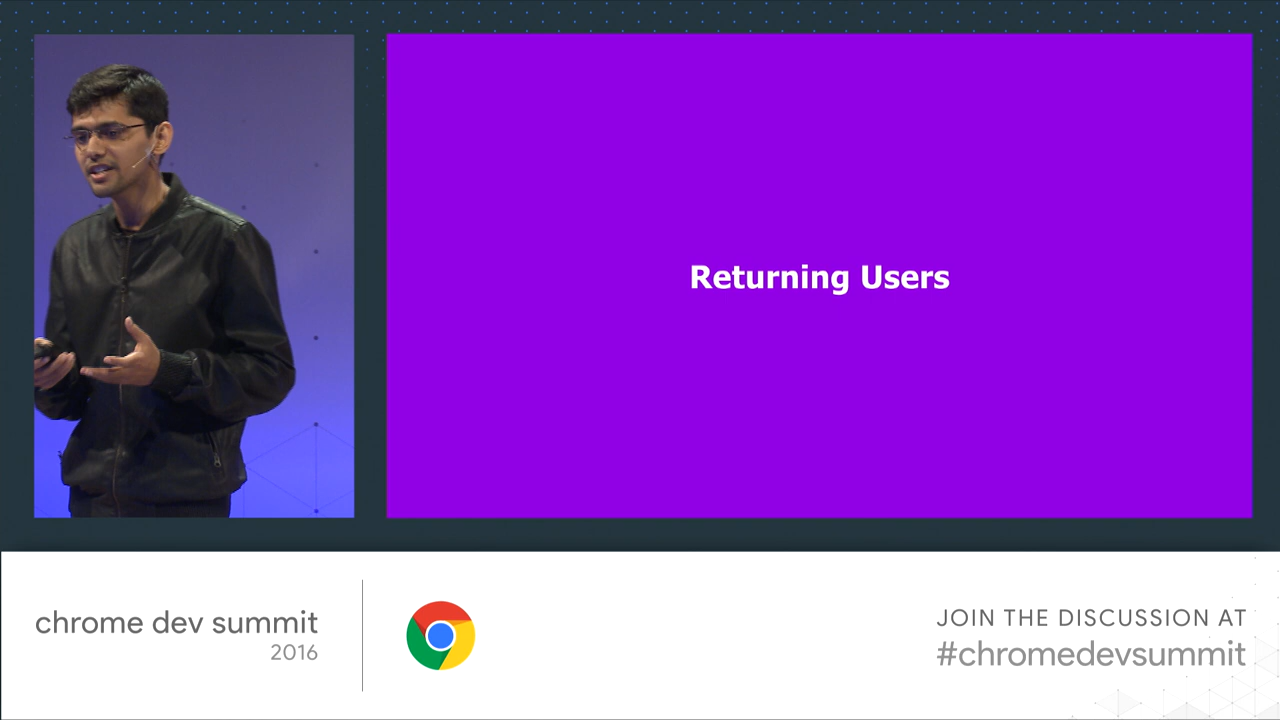 Returning Users
chrome dev summit
2016
JOIN THE DISCUSSION AT
#chromedevsummit